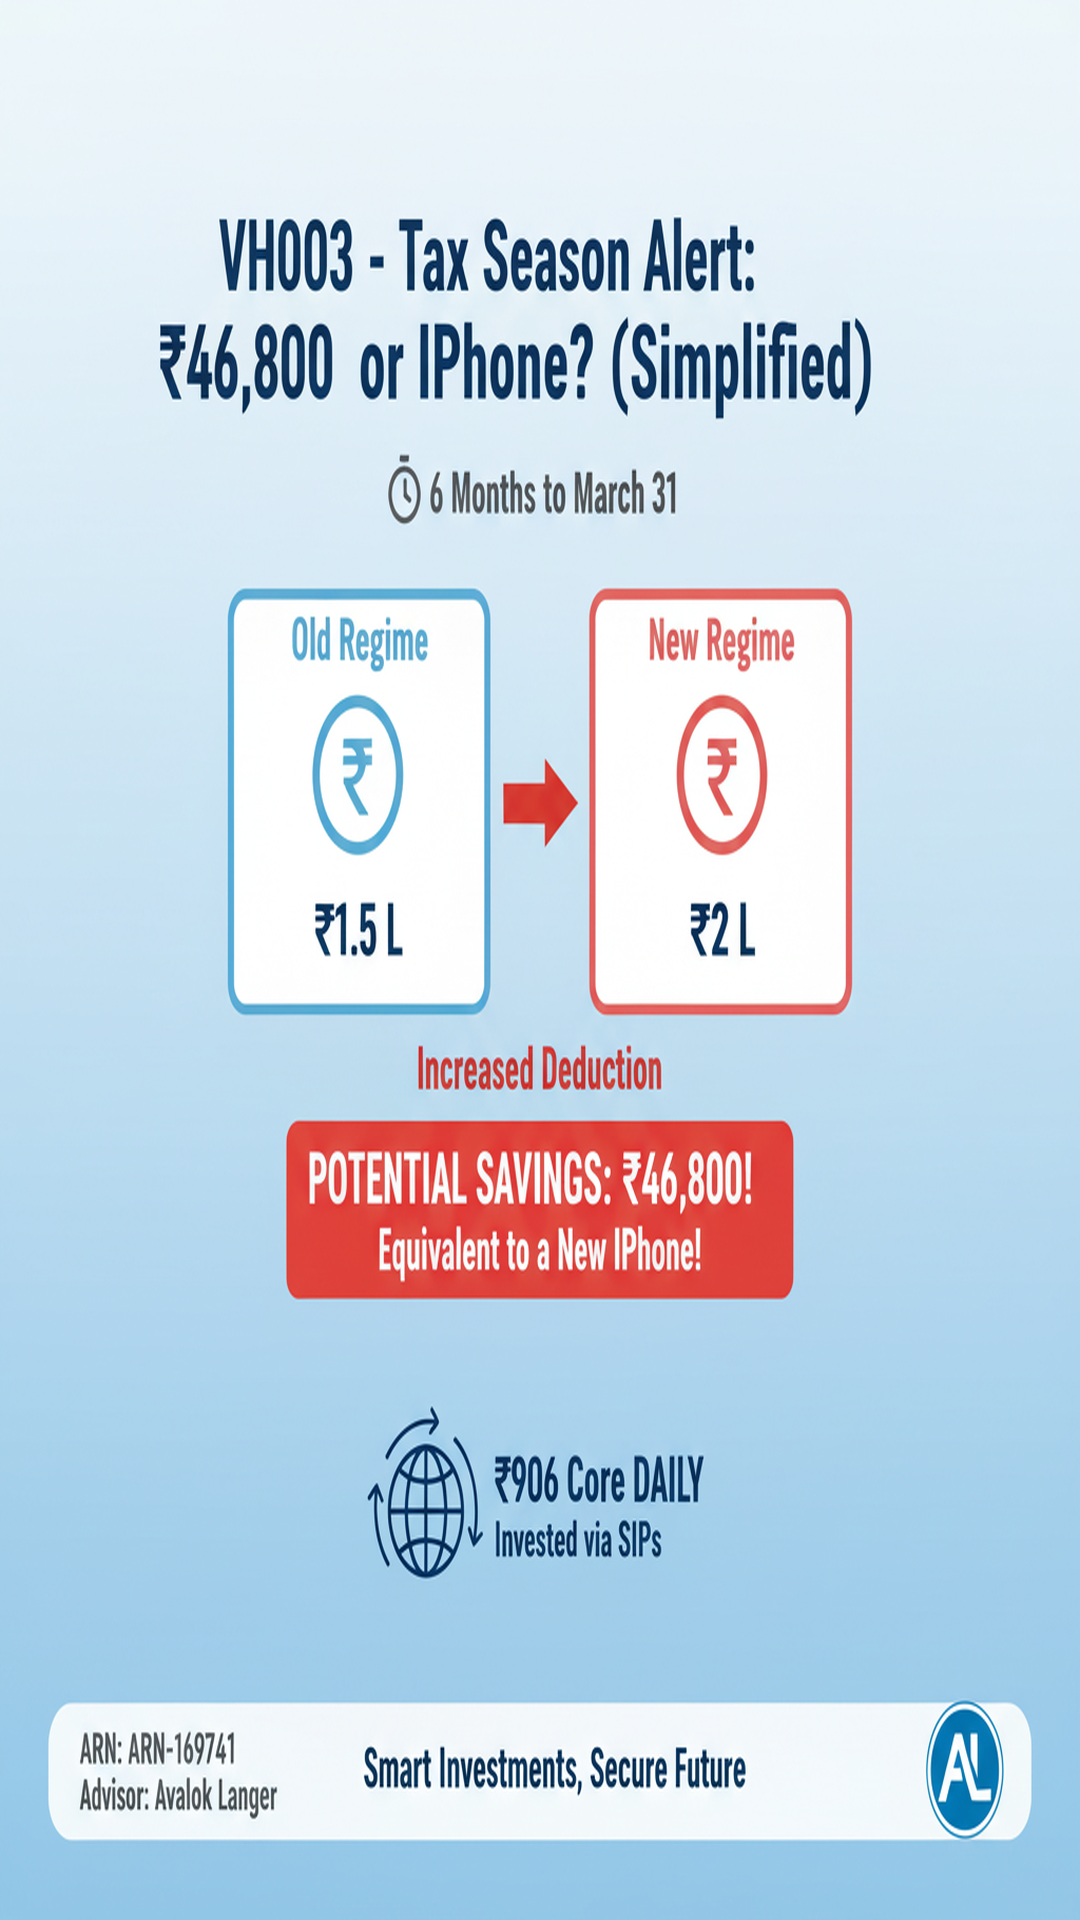 VH003 - Tax Season Alert:
₹46,800 or IPhone? (Simplified)
6 Months to March 31
Old Regime
₹
₹1.5 L
New Regime
₹
₹2 L
Increased Deduction
POTENTIAL SAVINGS: ₹46,800!
Equivalent to a New IPhone!
₹906 Core DAILY
Invested via SIPs
ARN: ARN-169741
Advisor: Avalok Langer
Smart Investments, Secure Future
AL